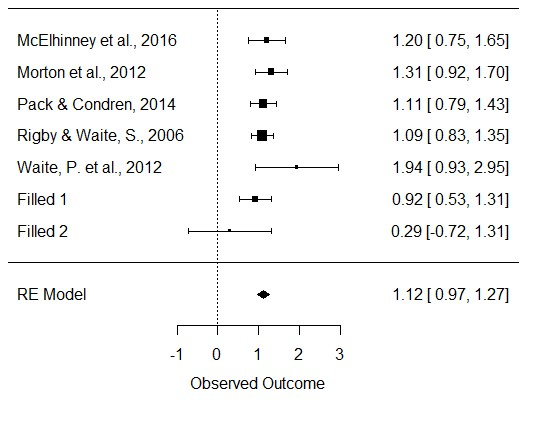 McElhinney et al., 2016 1.20 [ 0.75, 1.65]
Morton et al., 2012 1.31 [ 0.92, 1.70]
Pack & Condren, 2014 1.11 [ 0.79, 1.43]
Rigby & Waite, S., 2006 1.09 [ 0.83, 1.35]
Waite, P. et al., 2012 1.94 [ 0.93, 2.95]
Filled 1 0.92 [ 0.53, 1.31]
Filled 2 0.29 [-0.72, 1.31]
RE Model 1.12 [ 0.97, 1.27]
-1 0 1 2 3
Observed Outcome